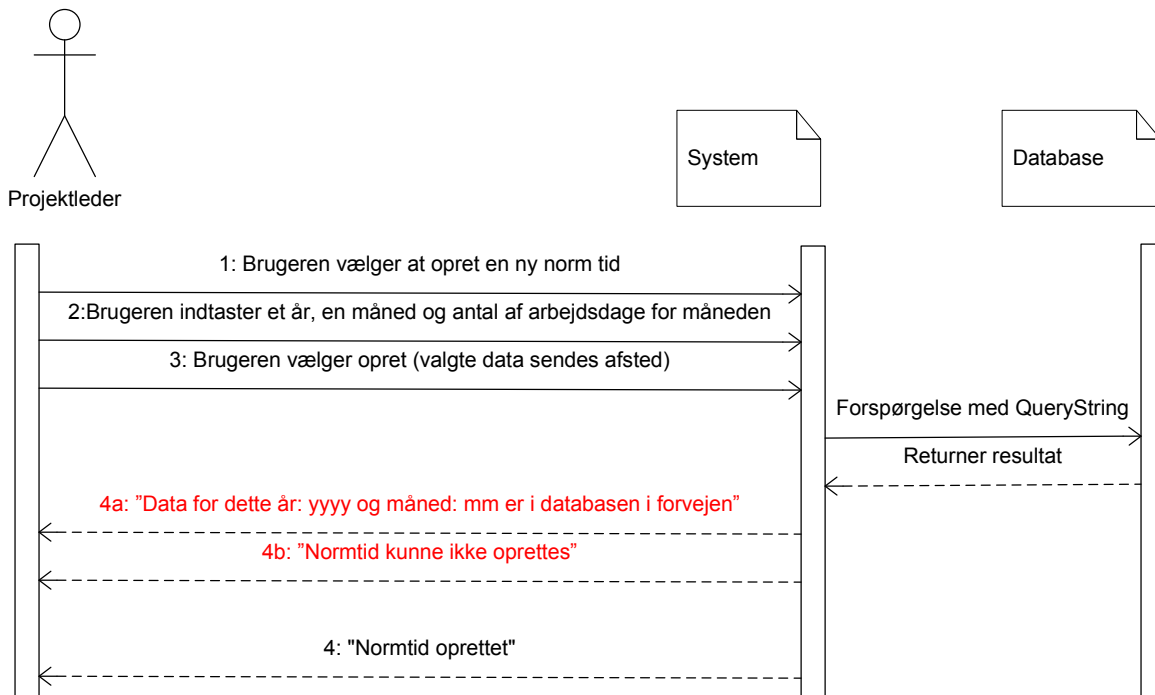 System
Database
Projektleder
1: Brugeren vælger at opret en ny norm tid
2:Brugeren indtaster et år, en måned og antal af arbejdsdage for måneden
3: Brugeren vælger opret (valgte data sendes afsted)
Forspørgelse med QueryString
Returner resultat
4a: ”Data for dette år: yyyy og måned: mm er i databasen i forvejen”
4b: ”Normtid kunne ikke oprettes”
4: "Normtid oprettet"